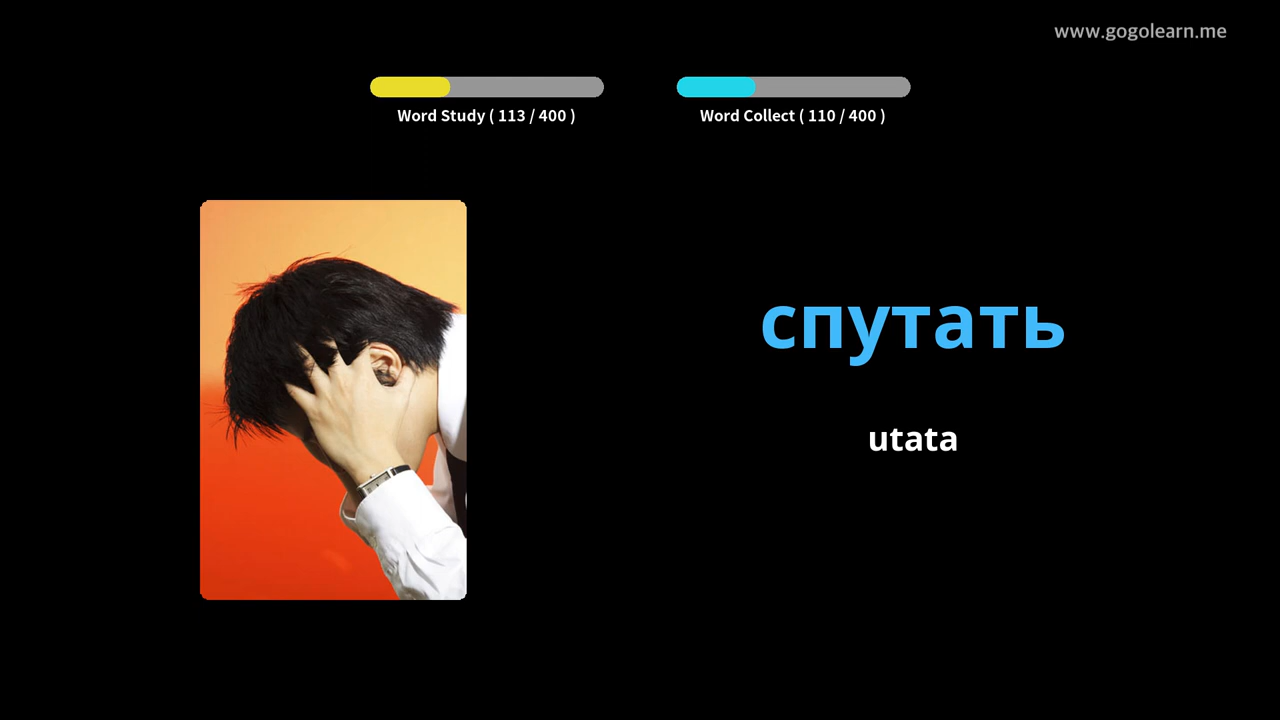 www.gogolearn.me
Word Study ( 113 / 400 )
Word Collect ( 110 / 400 )
спутать
utata